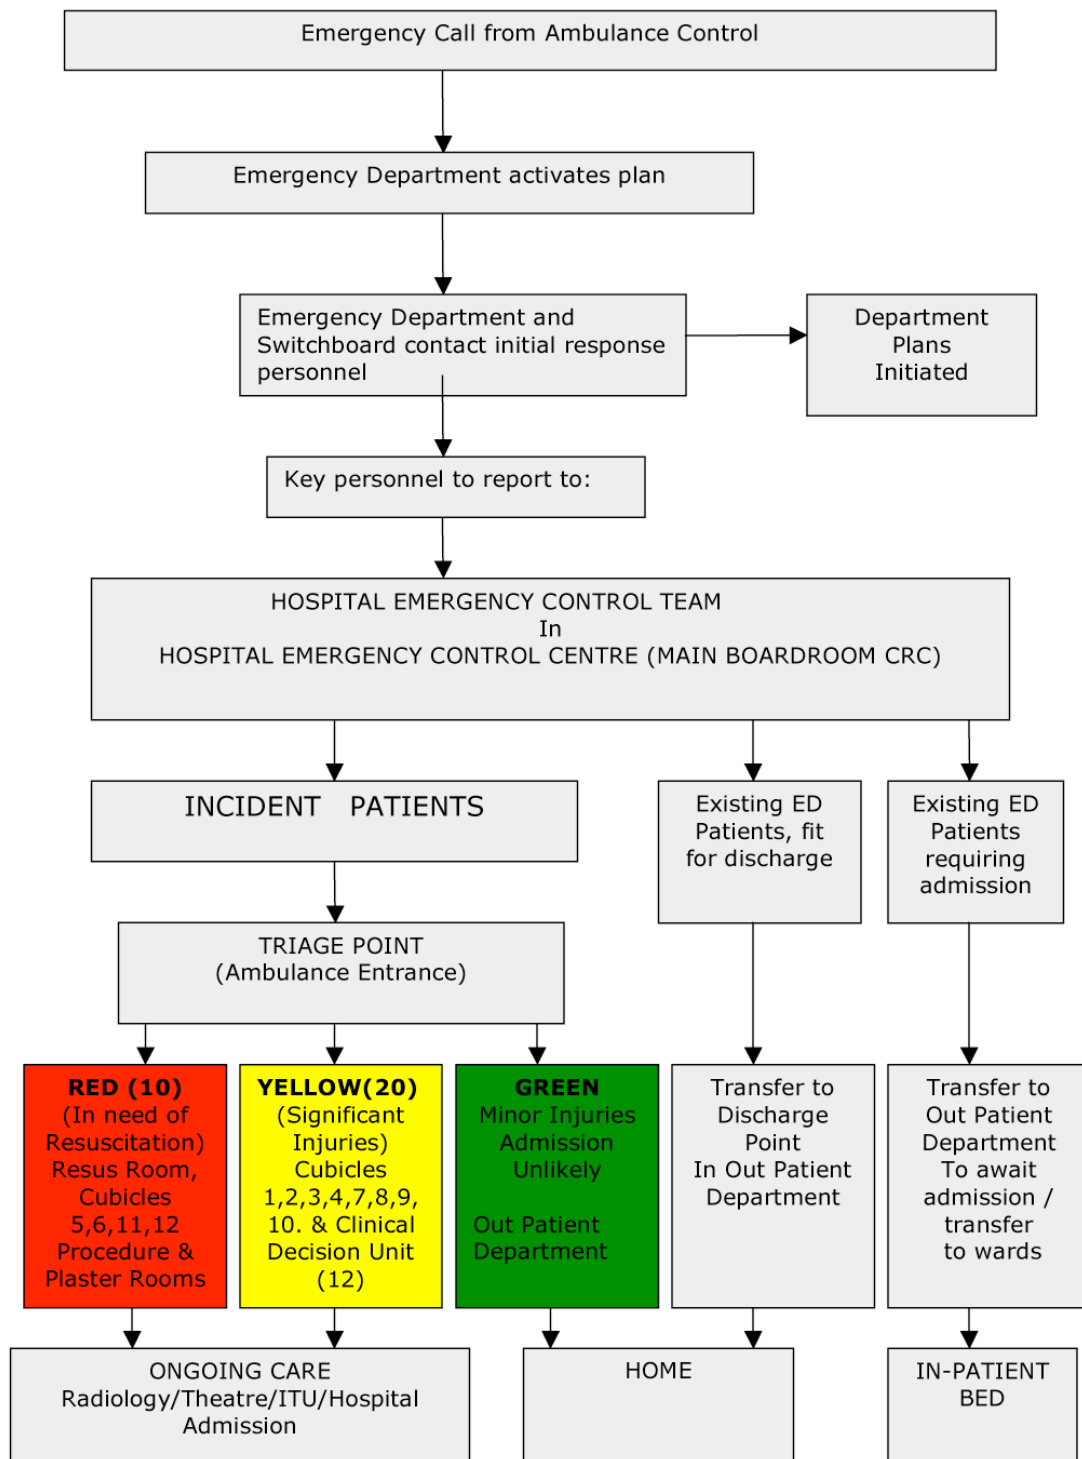 Emergency Call from Ambulance Control
Emergency Department activates plan
Emergency Department and
Switchboard contact initial response
personnel
Department
Plans
Initiated
Key personnel to report to:
HOSPITAL EMERGENCY CONTROL TEAM
In
HOSPITAL EMERGENCY CONTROL CENTRE (MAIN BOARDROOM CRC)
INCIDENT PATIENTS
Existing ED
Patients, fit
for discharge
Existing ED
Patients
requiring
admission
TRIAGE POINT
(Ambulance Entrance)
RED (10)
(In need of
Resuscitation)
Resus Room,
Cubicles
5,6,11,12
Procedure &
Plaster Rooms
YELLOW(20)
(Significant
Injuries)
Cubicles
1,2,3,4,7,8,9,
10. & Clinical
Decision Unit
(12)
GREEN
Minor Injuries
Admission
Unlikely
Out Patient
Department
Transfer to
Discharge
Point
In Out Patient
Department
Transfer to
Out Patient
Department
To await
admission /
transfer
to wards
ONGOING CARE
Radiology/Theatre/ITU/Hospital
Admission
HOME
IN-PATIENT
BED